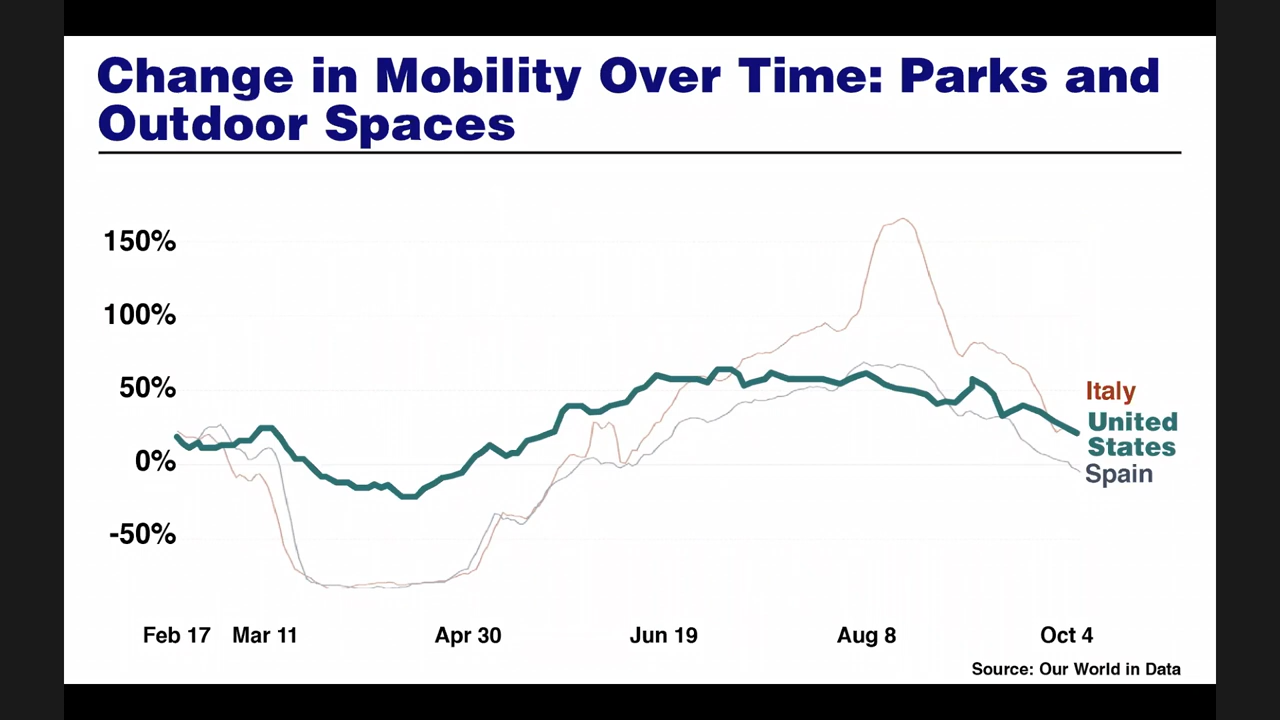 Change in Mobility Over Time: Parks and
Outdoor Spaces
150%
100%
50%
0%
-50%
Italy
United
States
Spain
Feb 17 Mar 11 Apr 30 Jun 19 Aug 8 Oct 4
Source: Our World in Data